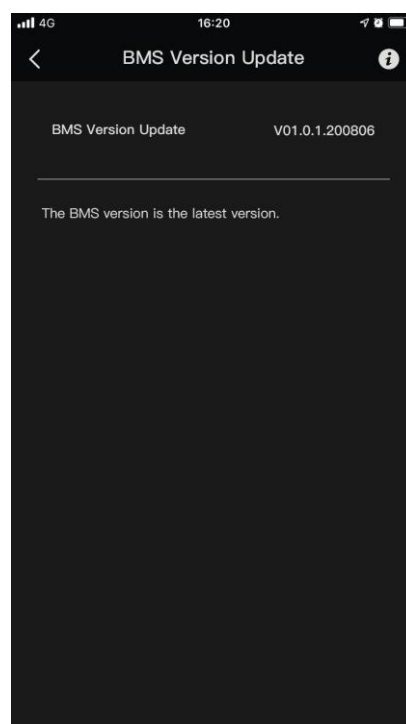 4G
16:20
BMS Version Update
BMS Version Update
V01.0.1.200806
The BMS version is the latest version.